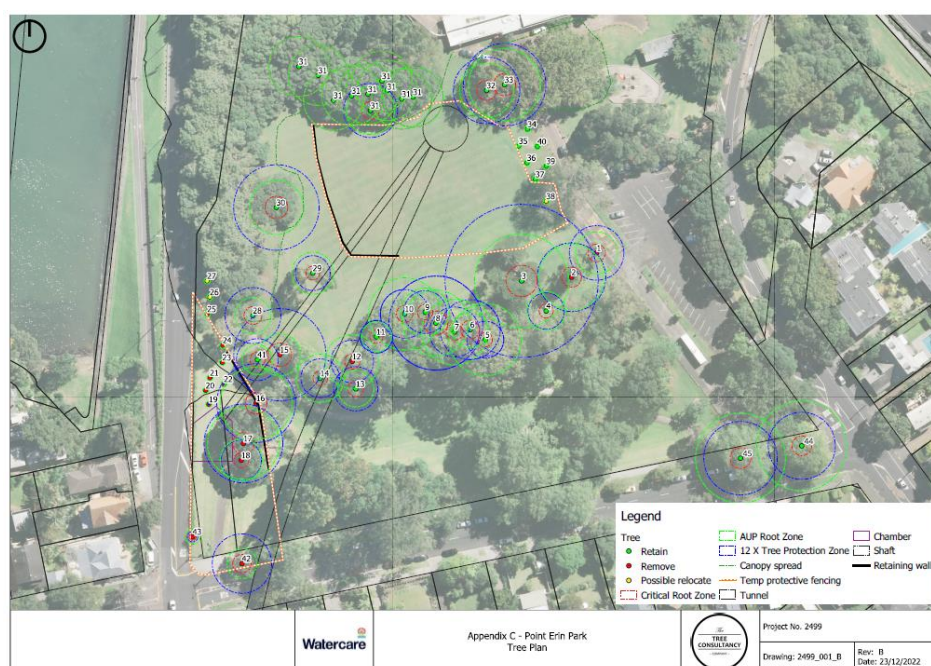 31
31
31
31
31
31
31
31
31
31
32
33
34
35
40
36
39
37
38
30
1
29
3
2
27
26
25
28
4
10
9
8
7
6
5
11
24
23
41
15
12
21
22
14
13
20
19
16
17
18
44
45
43
42
Legend
Tree
Retain
Remove
Possible relocate
Critical Root Zone
AUP Root Zone
12 X Tree Protection Zone
Canopy spread
Temp protective fencing
Tunnel
Chamber
Shaft
Retaining wall
Watercare
Appendix C - Point Erin Park
Tree Plan
The
TREE
CONSULTANCY
COMPANY
Project No. 2499
Drawing: 2499_001_B
Rev: B
Date: 23/12/2022